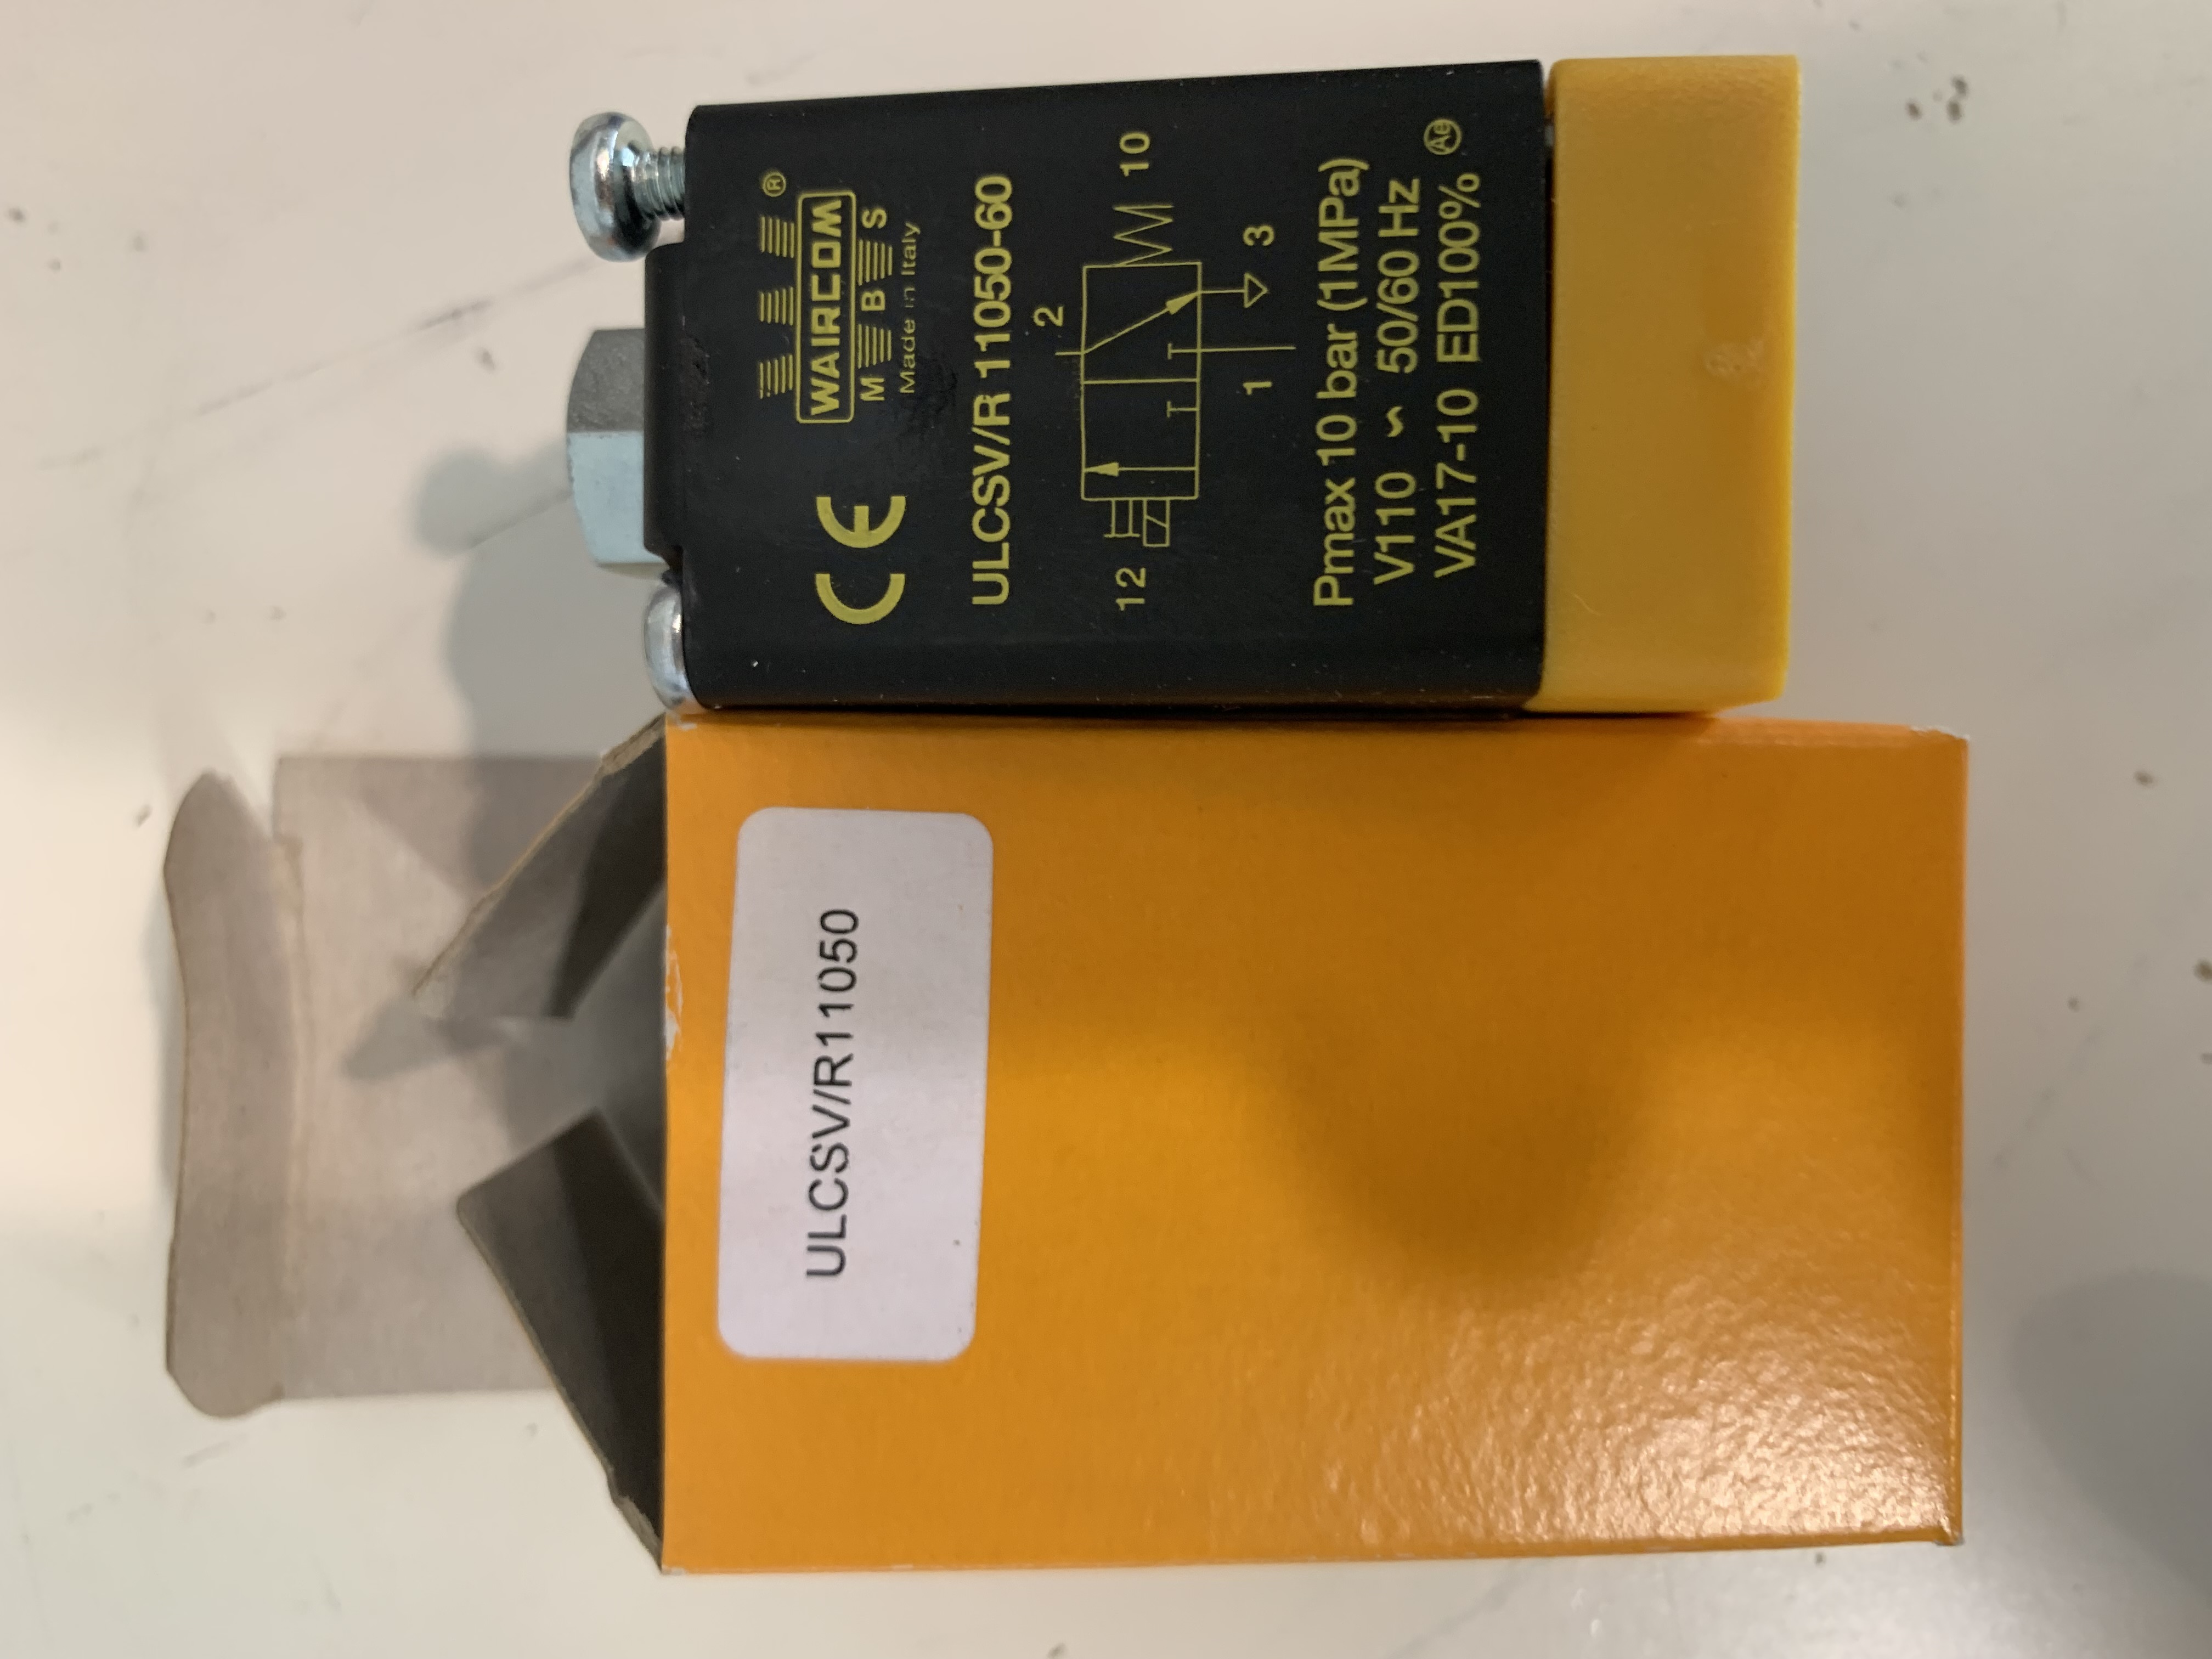 WAIRCOM ®
M B S
Made in Italy
CE
ULCSV/R 11050-60
2
12 10
1 3
Pmax 10 bar (1MPa)
V110 ~ 50/60 Hz
VA17-10 ED100% Ae
ULCSV/R11050